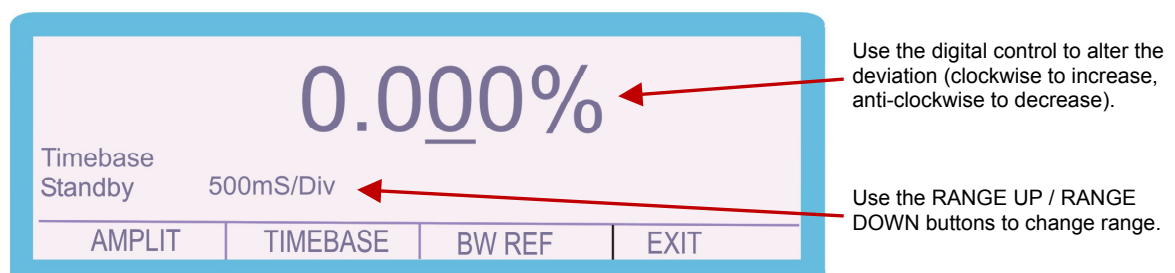 0.000%
Use the digital control to alter the
deviation (clockwise to increase,
anti-clockwise to decrease).
Timebase
Standby 500mS/Div
Use the RANGE UP / RANGE
DOWN buttons to change range.
AMPLIT TIMEBASE BW REF EXIT